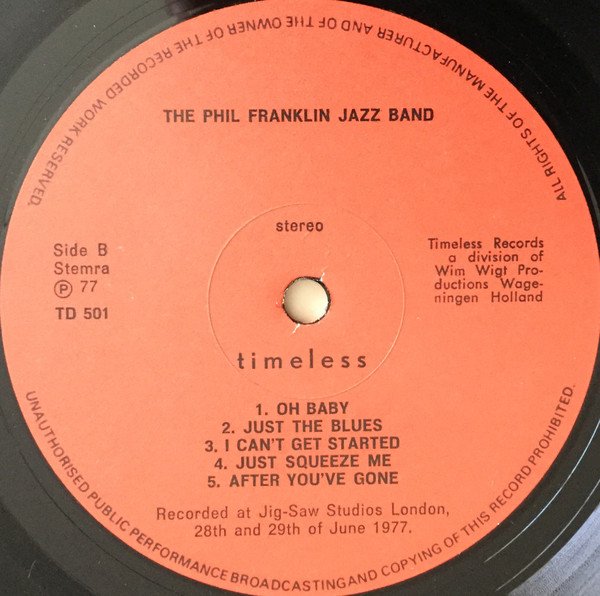 ALL RIGHTS OF THE MANUFACTURER AND OF THE OWNER OF THE RECORDED WORK RESERVED.
THE PHIL FRANKLIN JAZZ BAND
stereo
Side B
Stemra
Ⓟ 77
TD 501
Timeless Records
a division of
Wim Wigt Pro-
ductions Wage-
ningen Holland
timeless
1. OH BABY
2. JUST THE BLUES
3. I CAN'T GET STARTED
4. JUST SQUEEZE ME
5. AFTER YOU'VE GONE
Recorded at Jig-Saw Studios London,
28th and 29th of June 1977.
UNAUTHORISED PUBLIC PERFORMANCE BROADCASTINGAND COPYING OF THIS RECORD PROHIBITED.